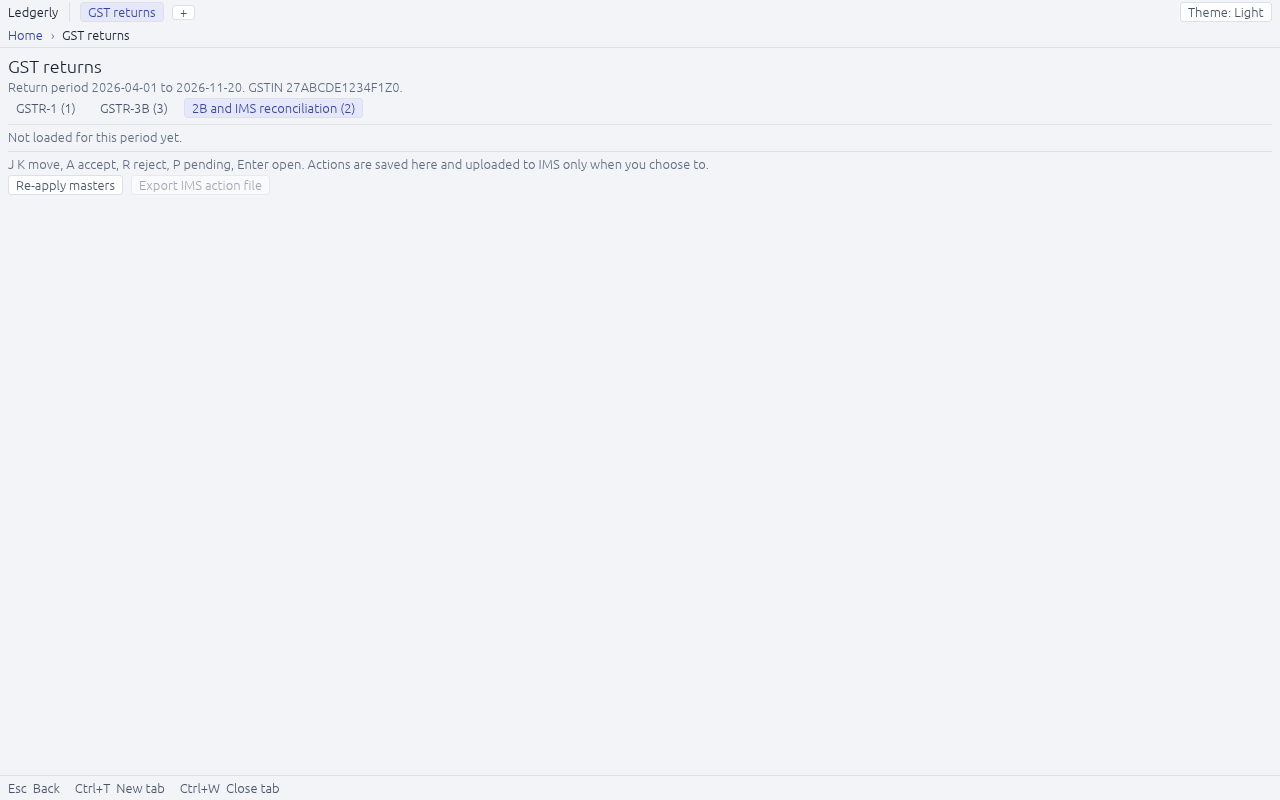 Ledgerly GST returns + Theme: Light
Home › GST returns
GST returns
Return period 2026-04-01 to 2026-11-20. GSTIN 27ABCDE1234F1Z0.
GSTR-1 (1) GSTR-3B (3) 2B and IMS reconciliation (2)
Not loaded for this period yet.
J K move, A accept, R reject, P pending, Enter open. Actions are saved here and uploaded to IMS only when you choose to.
Re-apply masters Export IMS action file
Esc Back Ctrl+T New tab Ctrl+W Close tab